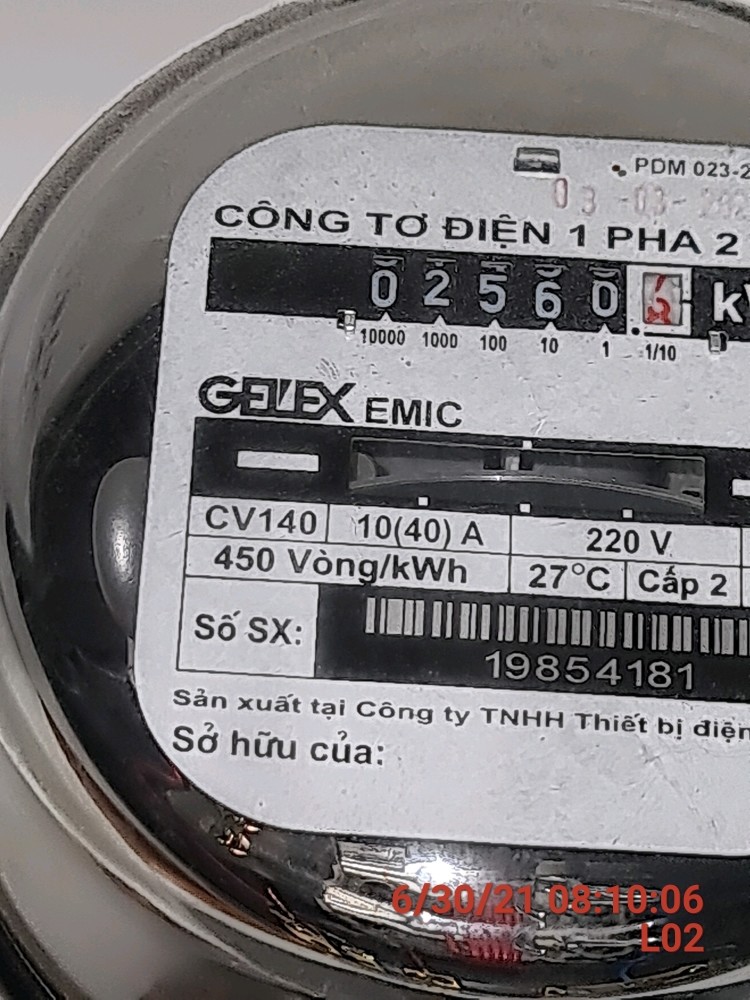 PDM 023-2
03 -03-
CÔNG TƠ ĐIỆN 1 PHA 2
0 2 5 6 0
10000 1000 100 10 1 1/10
GELEX EMIC
CV140 10(40) A 220 V
450 Vòng/kWh 27°C Cấp 2
Số SX:
19854181
Sản xuất tại Công ty TNHH Thiết bị điện
Sở hữu của:
6/30/21 08:10:06
L02